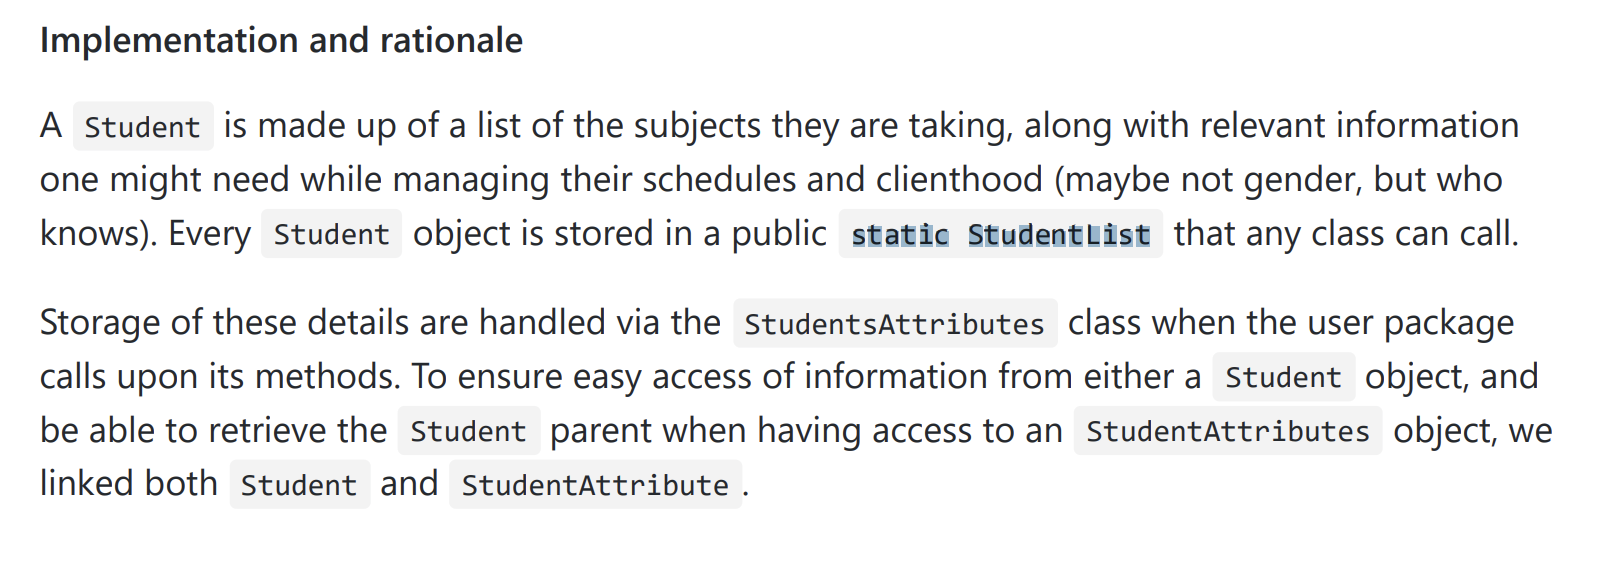 Implementation and rationale
A Student is made up of a list of the subjects they are taking, along with relevant information
one might need while managing their schedules and clienthood (maybe not gender, but who
knows). Every Student object is stored in a public static StudentList that any class can call.
Storage of these details are handled via the StudentsAttributes class when the user package
calls upon its methods. To ensure easy access of information from either a Student object, and
be able to retrieve the Student parent when having access to an StudentAttributes object, we
linked both Student and StudentAttribute.